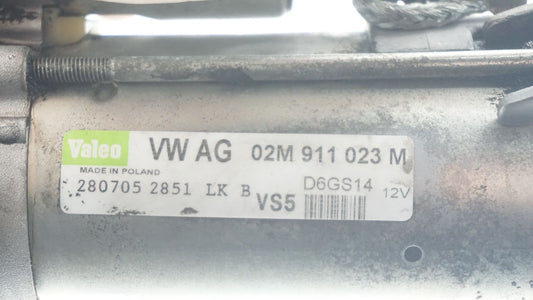 Valeo VW AG 02M 911 023 M
MADE IN POLAND
280705 2851 LK B VS5 D6GS14 12V